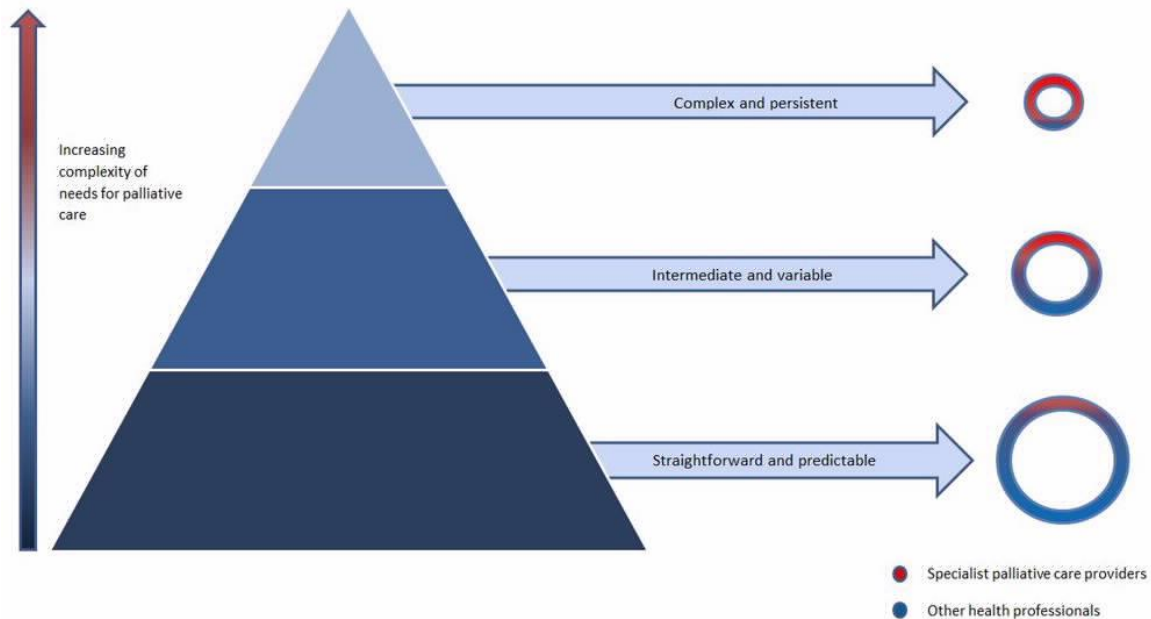 Complex and persistent
Increasing
complexity of
needs for palliative
care
Intermediate and variable
Straightforward and predictable
Specialist palliative care providers
Other health professionals